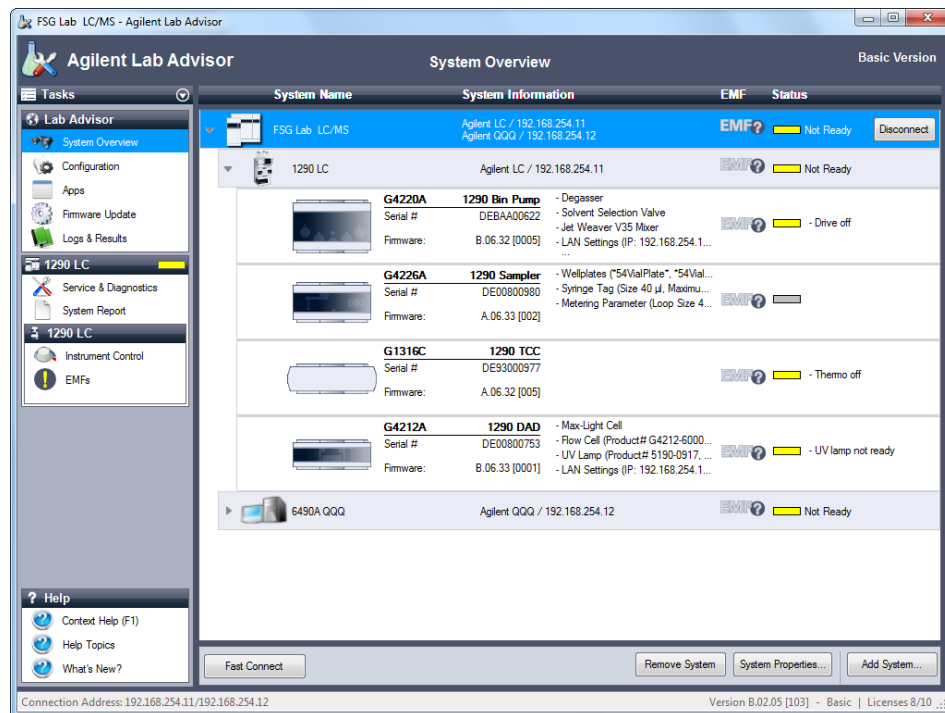 FSG Lab LC/MS - Agilent Lab Advisor
Agilent Lab Advisor
System Overview
Basic Version
Tasks
System Name
System Information
EMF
Status
Lab Advisor
System Overview
Configuration
Apps
Firmware Update
Logs & Results
1290 LC
Service & Diagnostics
System Report
1290 LC
Instrument Control
EMFs
FSG Lab LC/MS
Agilent LC / 192.168.254.11
Agilent QQQ / 192.168.254.12
EMF?
Not Ready
Disconnect
1290 LC
Agilent LC / 192.168.254.11
EMF?
Not Ready
G4220A 1290 Bin Pump
Serial # DEBAA00622
Firmware: B.06.32 [0005]
- Degasser
- Solvent Selection Valve
- Jet Weaver V35 Mixer
- LAN Settings (IP: 192.168.254.1...
...
EMF?
- Drive off
G4226A 1290 Sampler
Serial # DE00800980
Firmware: A.06.33 [002]
- Wellplates (*54VialPlate*, *54Vial...
- Syringe Tag (Size 40 µl, Maximu...
- Metering Parameter (Loop Size 4...
EMF?
G1316C 1290 TCC
Serial # DE93000977
Firmware: A.06.32 [005]
EMF?
- Thermo off
G4212A 1290 DAD
Serial # DE00800753
Firmware: B.06.33 [0001]
- Max-Light Cell
- Flow Cell (Product# G4212-6000...
- UV Lamp (Product# 5190-0917, ...
- LAN Settings (IP: 192.168.254.1...
EMF?
- UV lamp not ready
6490A QQQ
Agilent QQQ / 192.168.254.12
EMF?
Not Ready
? Help
Context Help (F1)
Help Topics
What's New?
Fast Connect
Remove System
System Properties...
Add System...
Connection Address: 192.168.254.11/192.168.254.12
Version B.02.05 [103] - Basic | Licenses 8/10